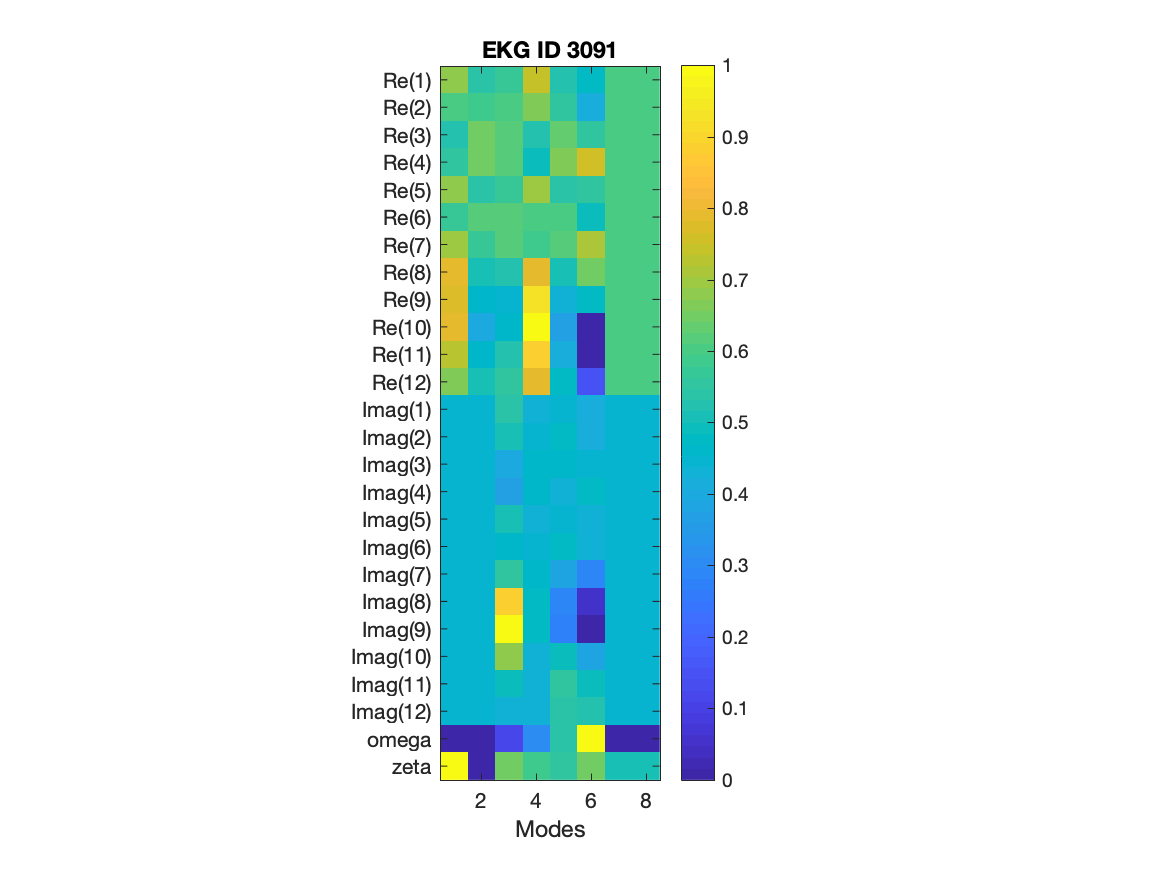 EKG ID 3091
Re(1)
Re(2)
Re(3)
Re(4)
Re(5)
Re(6)
Re(7)
Re(8)
Re(9)
Re(10)
Re(11)
Re(12)
Imag(1)
Imag(2)
Imag(3)
Imag(4)
Imag(5)
Imag(6)
Imag(7)
Imag(8)
Imag(9)
Imag(10)
Imag(11)
Imag(12)
omega
zeta
2 4 6 8
Modes
1
0.9
0.8
0.7
0.6
0.5
0.4
0.3
0.2
0.1
0